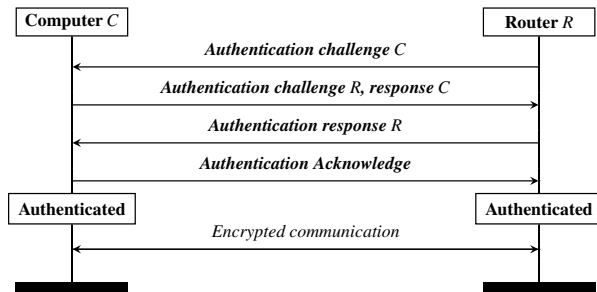 Computer C
Router R
Authentication challenge C
Authentication challenge R, response C
Authentication response R
Authentication Acknowledge
Authenticated
Authenticated
Encrypted communication